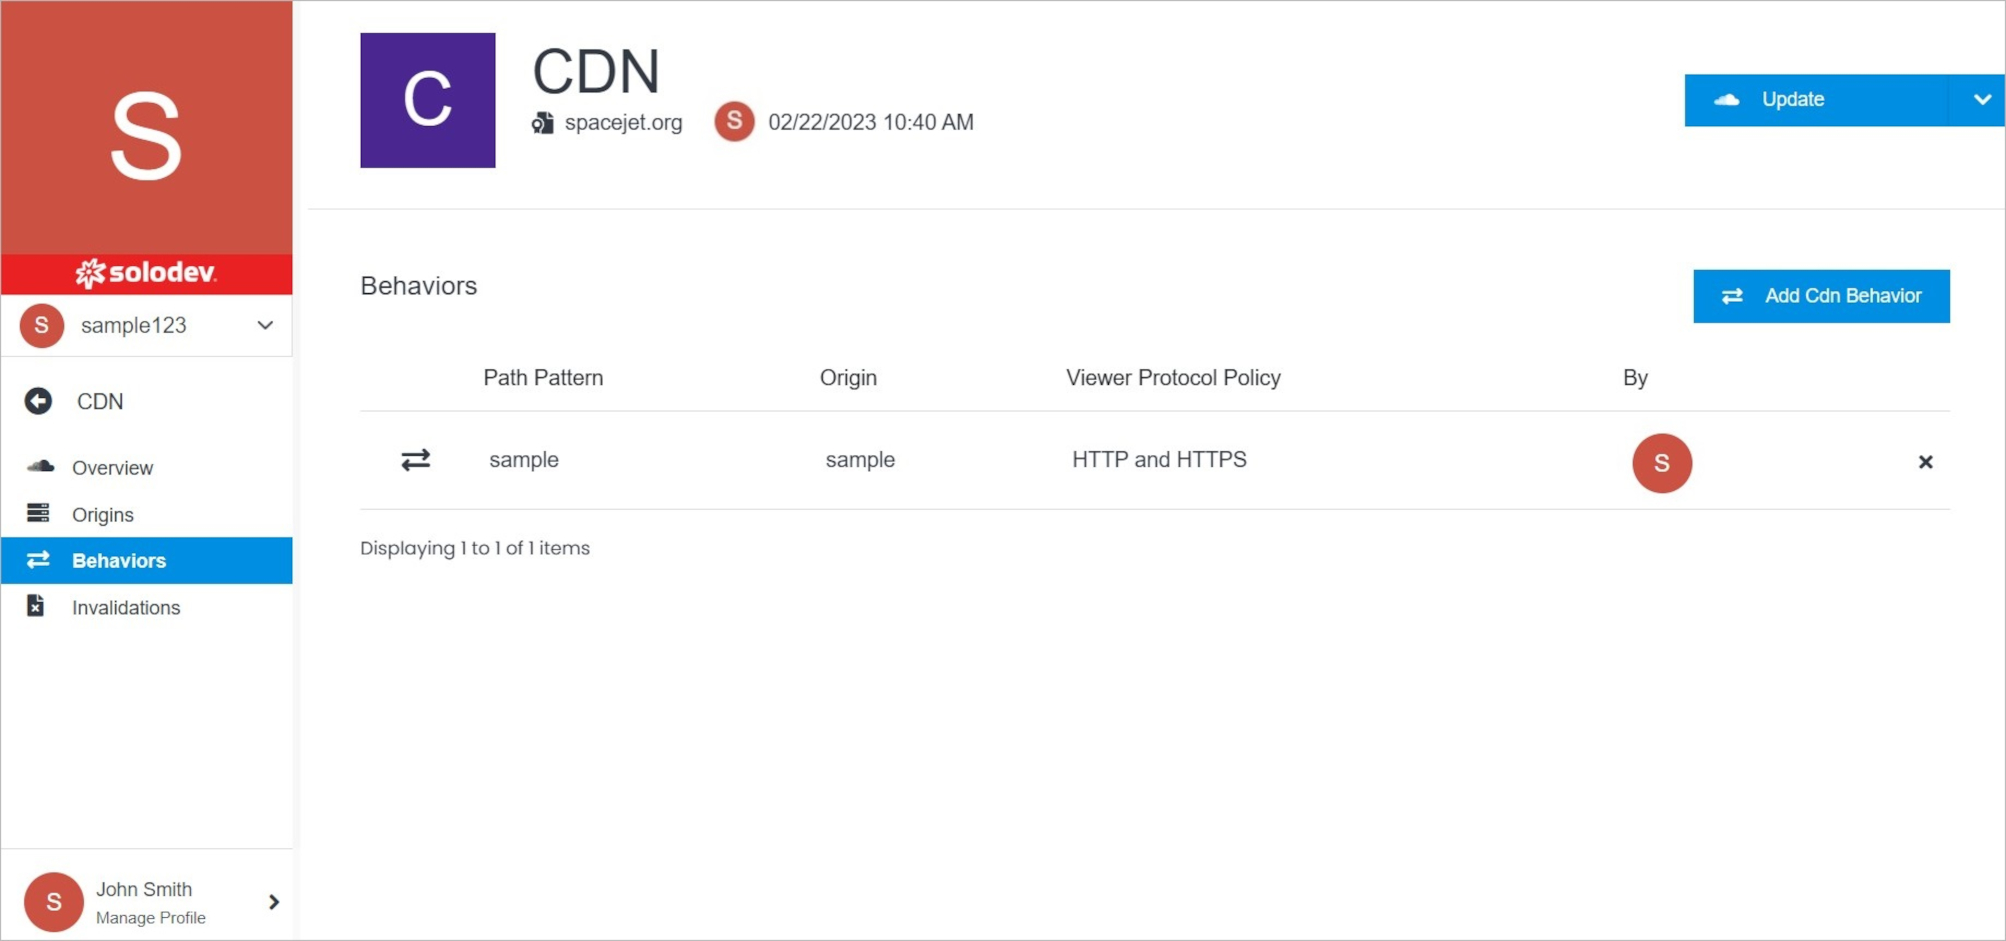 S
solodev
S sample123
CDN
Overview
Origins
Behaviors
Invalidations
S John Smith
Manage Profile
C
CDN
spacejet.org S 02/22/2023 10:40 AM
Update
Behaviors
Add Cdn Behavior
Path Pattern Origin Viewer Protocol Policy By
sample sample HTTP and HTTPS S
Displaying 1 to 1 of 1 items